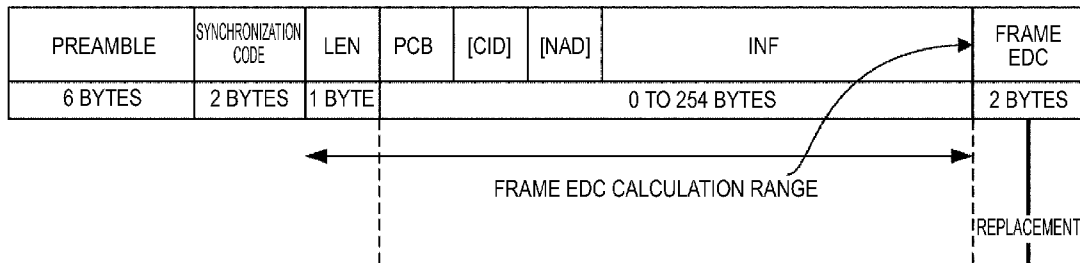 PREAMBLE
SYNCHRONIZATION
CODE
LEN
PCB
[CID]
[NAD]
INF
FRAME
EDC
6 BYTES
2 BYTES
1 BYTE
0 TO 254 BYTES
2 BYTES
FRAME EDC CALCULATION RANGE
REPLACEMENT